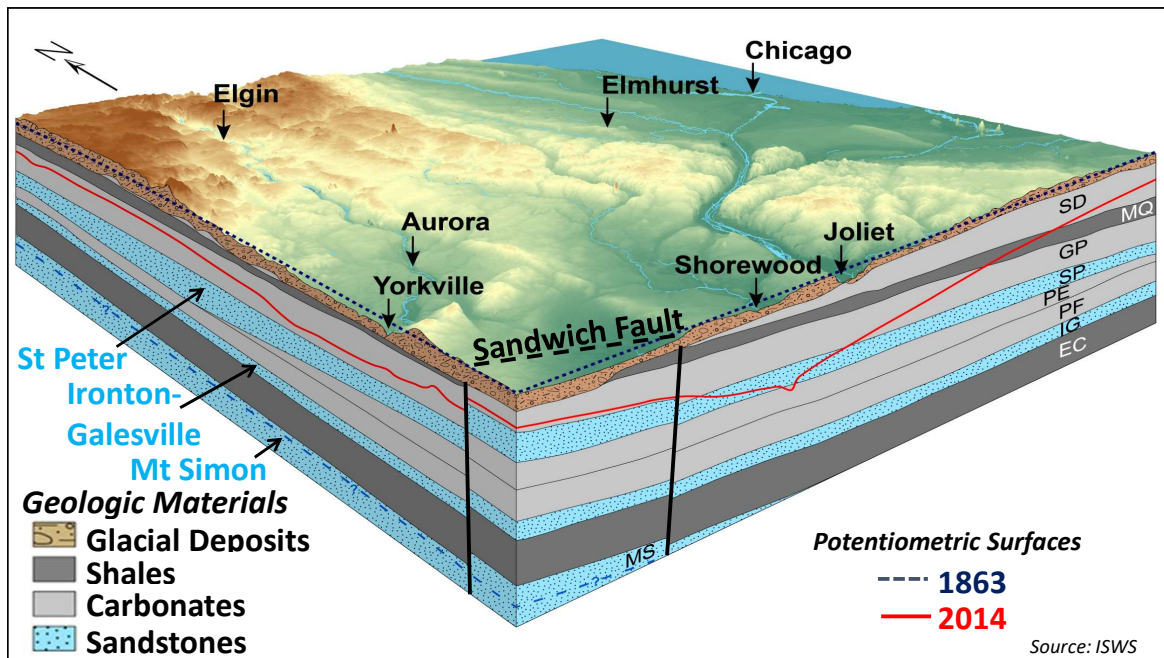 N
Chicago
Elmhurst
Elgin
Aurora
Yorkville
Joliet
Shorewood
Sandwich Fault
SD
MQ
GP
SP
PE
PF
IG
EC
MS
?
?
?
?
St Peter
Ironton-
Galesville
Mt Simon
Geologic Materials
Glacial Deposits
Shales
Carbonates
Sandstones
Potentiometric Surfaces
1863
2014
Source: ISWS